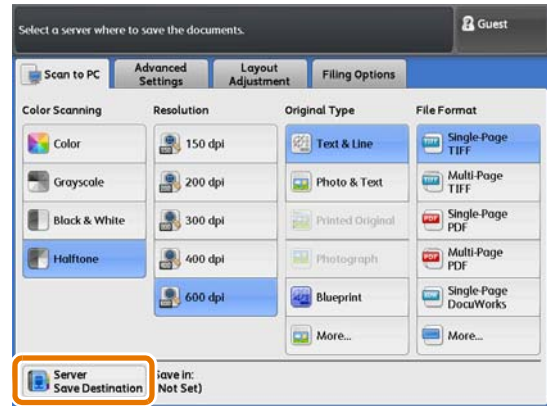 Select a server where to save the documents.
Guest
Scan to PC
Advanced
Settings
Layout
Adjustment
Filing Options
Color Scanning
Resolution
Original Type
File Format
Color
Grayscale
Black & White
Halftone
150 dpi
200 dpi
300 dpi
400 dpi
600 dpi
Text & Line
Photo & Text
Printed Original
Photograph
Blueprint
More...
Single-Page
TIFF
Multi-Page
TIFF
Single-Page
PDF
Multi-Page
PDF
Single-Page
DocuWorks
More...
Server
Save Destination
Save in:
Not Set)